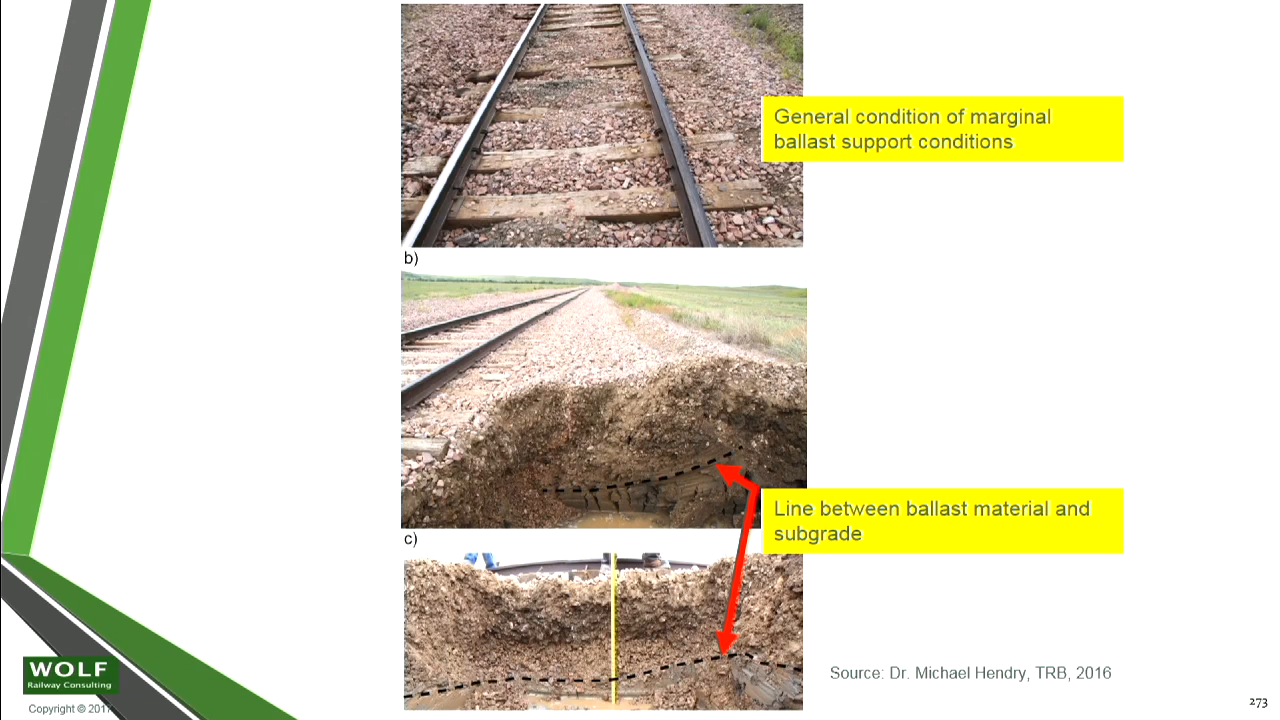 General condition of marginal
ballast support conditions
b)
Line between ballast material and
subgrade
c)
Source: Dr. Michael Hendry, TRB, 2016
WOLF
Railway Consulting
Copyright ©
273